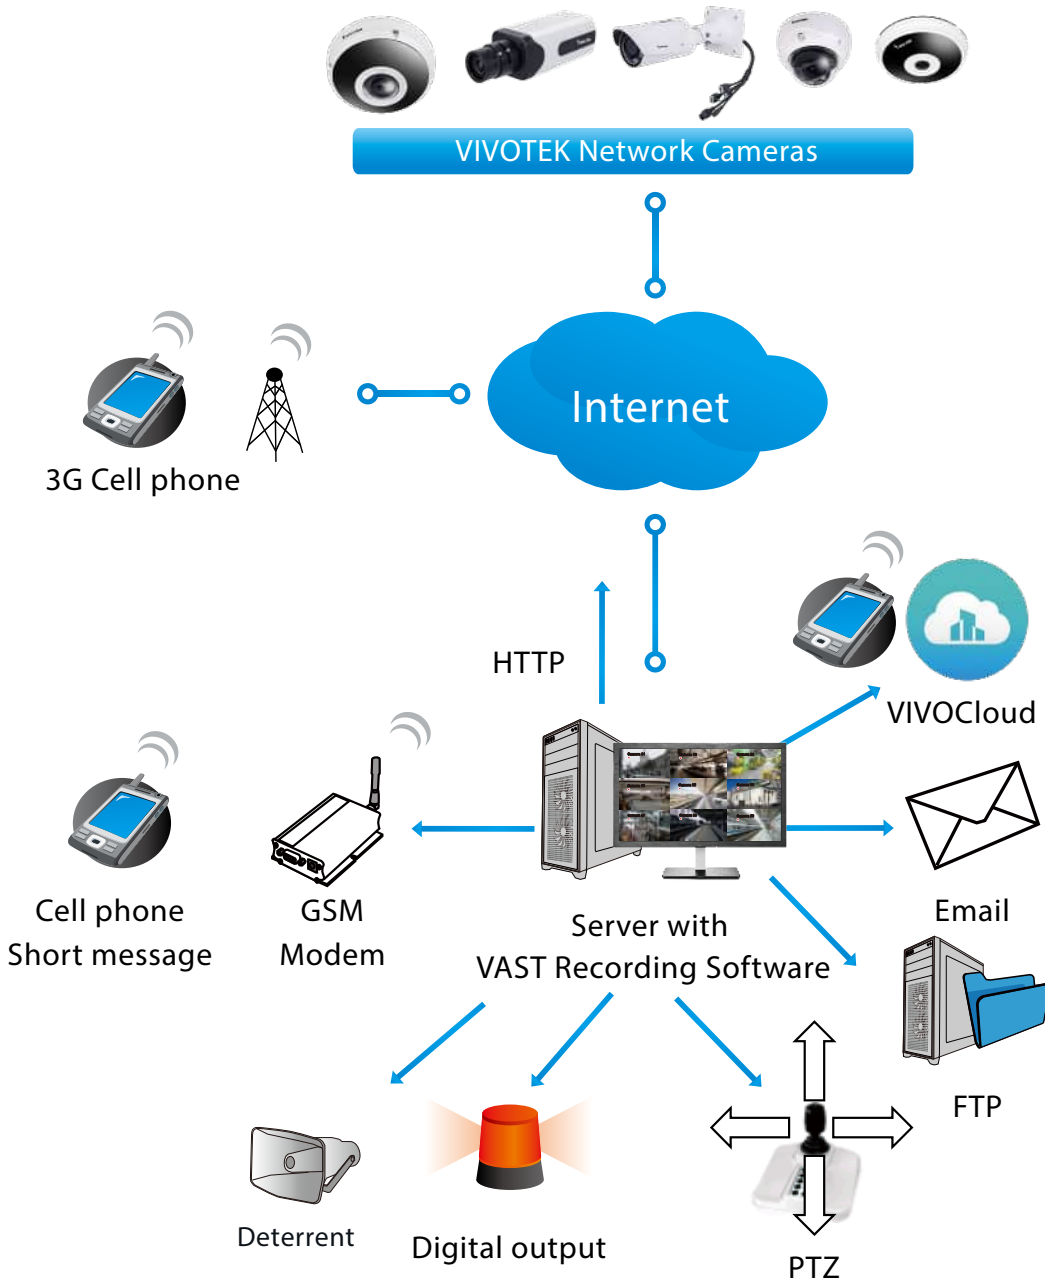 VIVOTEK Network Cameras
Internet
3G Cell phone
HTTP
VIVOCloud
Cell phone
Short message
GSM
Modem
Server with
VAST Recording Software
Email
FTP
Deterrent
Digital output
PTZ